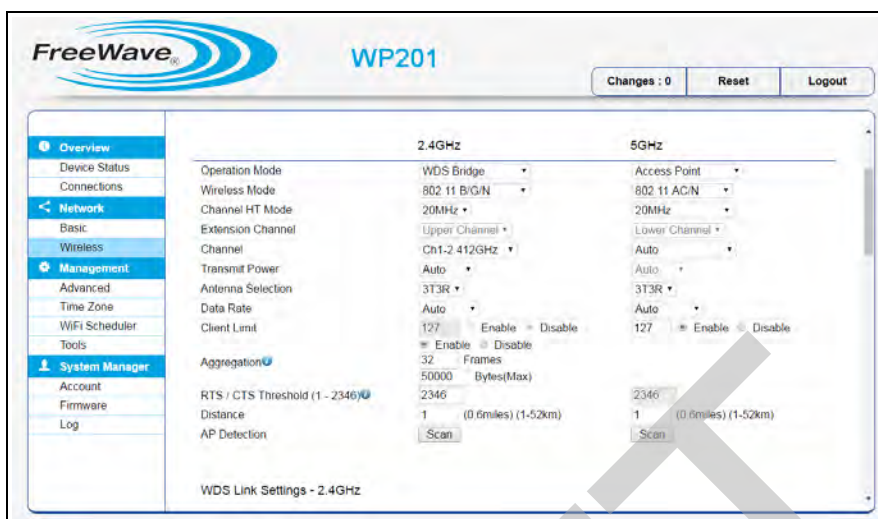 FreeWave®
WP201
Changes : 0 Reset Logout
Overview
Device Status
Connections
Network
Basic
Wireless
Management
Advanced
Time Zone
WiFi Scheduler
Tools
System Manager
Account
Firmware
Log
2.4GHz 5GHz
Operation Mode WDS Bridge Access Point
Wireless Mode 802 11 B/G/N 802 11 AC/N
Channel HT Mode 20MHz 20MHz
Extension Channel Upper Channel Lower Channel
Channel Ch1-2 412GHz Auto
Transmit Power Auto Auto
Antenna Selection 3T3R 3T3R
Data Rate Auto Auto
Client Limit 127 Enable Disable 127 Enable Disable
Enable Disable
Aggregation 32 Frames
50000 Bytes(Max)
RTS / CTS Threshold (1 - 2346) 2346 2346
Distance 1 (0.6miles) (1-52km) 1 (0.6miles) (1-52km)
AP Detection Scan Scan
WDS Link Settings - 2.4GHz